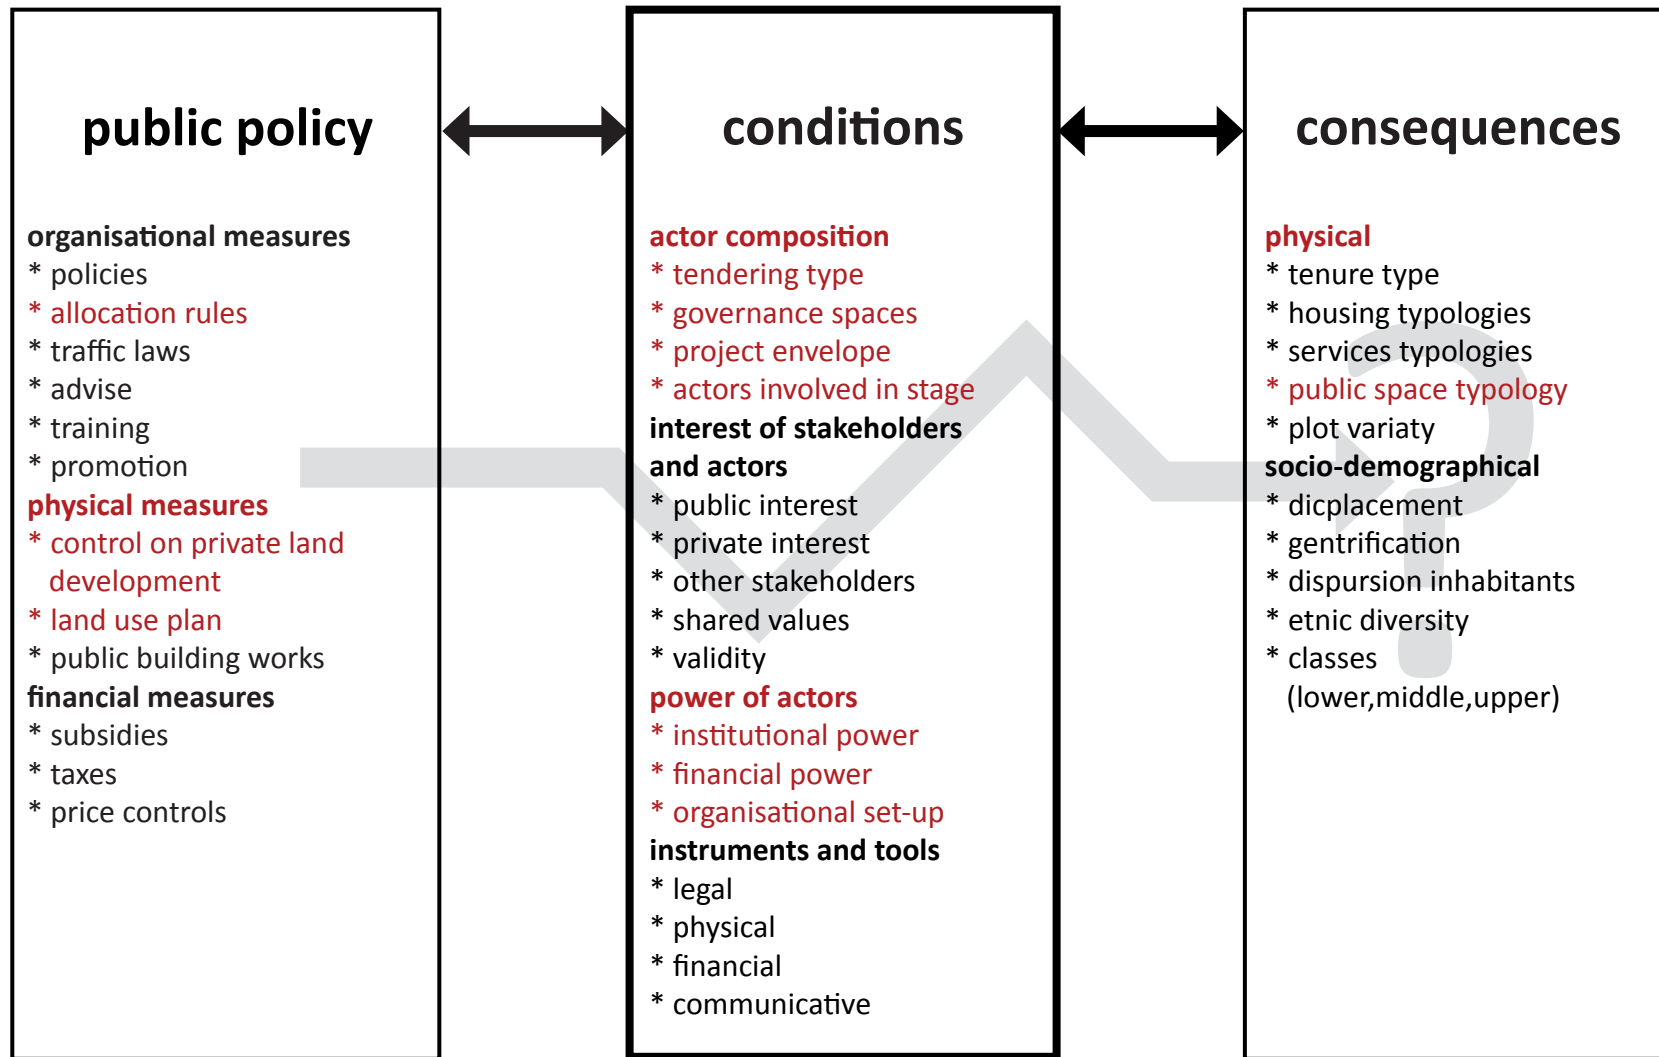 public policy
organisational measures
* policies
* allocation rules
* traffic laws
* advise
* training
* promotion
physical measures
* control on private land
development
* land use plan
* public building works
financial measures
* subsidies
* taxes
* price controls
conditions
actor composition
* tendering type
* governance spaces
* project envelope
* actors involved in stage
interest of stakeholders
and actors
* public interest
* private interest
* other stakeholders
* shared values
* validity
power of actors
* institutional power
* financial power
* organisational set-up
instruments and tools
* legal
* physical
* financial
* communicative
consequences
physical
* tenure type
* housing typologies
* services typologies
* public space typology
* plot variaty
socio-demographical
* dicplacement
* gentrification
* dispursion inhabitants
* etnic diversity
* classes
(lower,middle,upper)
?